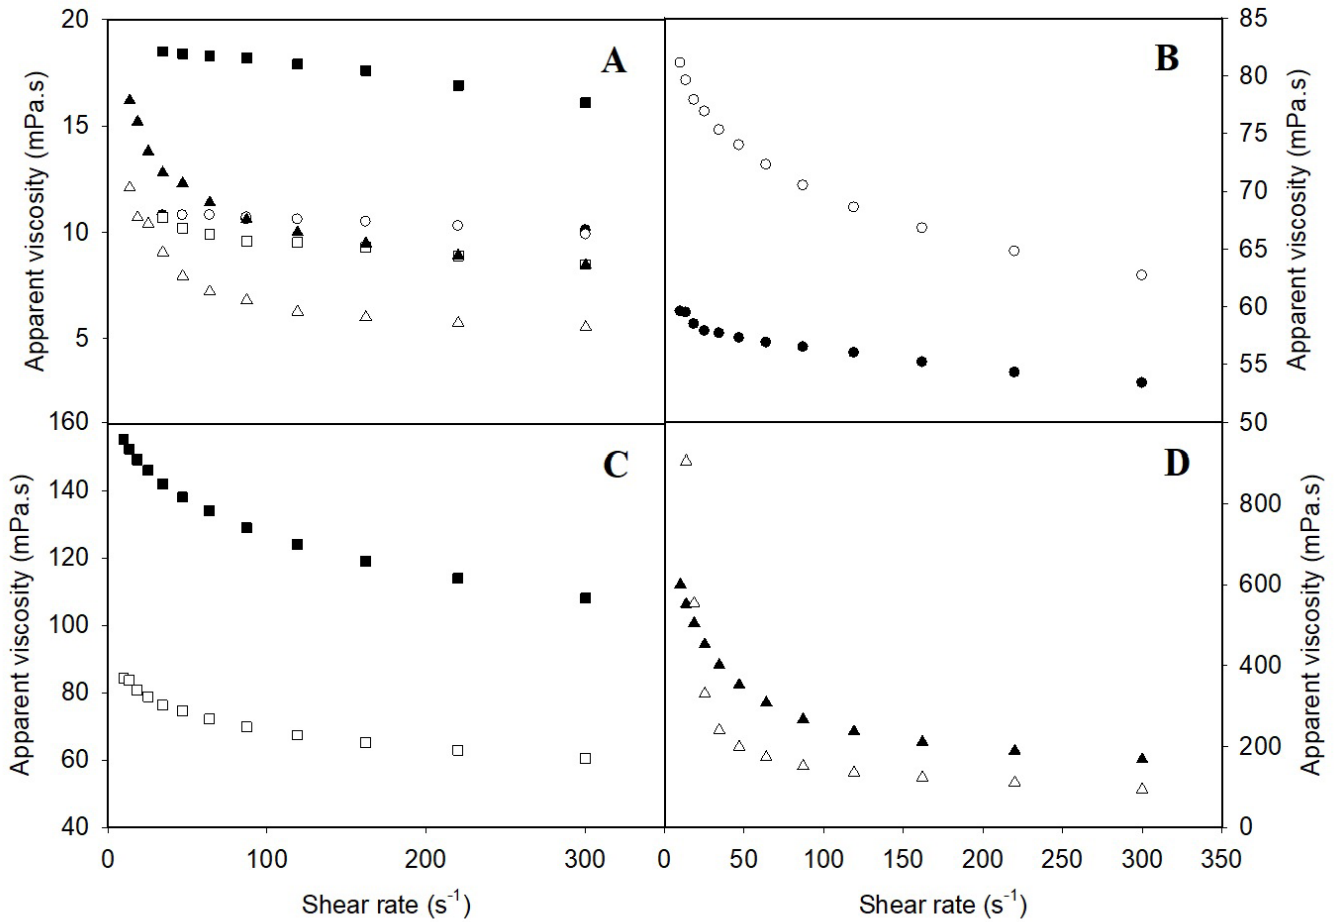 20
15
10
5
160
140
120
100
80
60
40
Apparent viscosity (mPa.s)
Apparent viscosity (mPa.s)
A
B
C
D
85
80
75
70
65
60
55
50
800
600
400
200
0
Apparent viscosity (mPa.s)
Apparent viscosity (mPa.s)
0 100 200 300
0 50 100 150 200 250 300 350
Shear rate (s⁻¹)
Shear rate (s⁻¹)